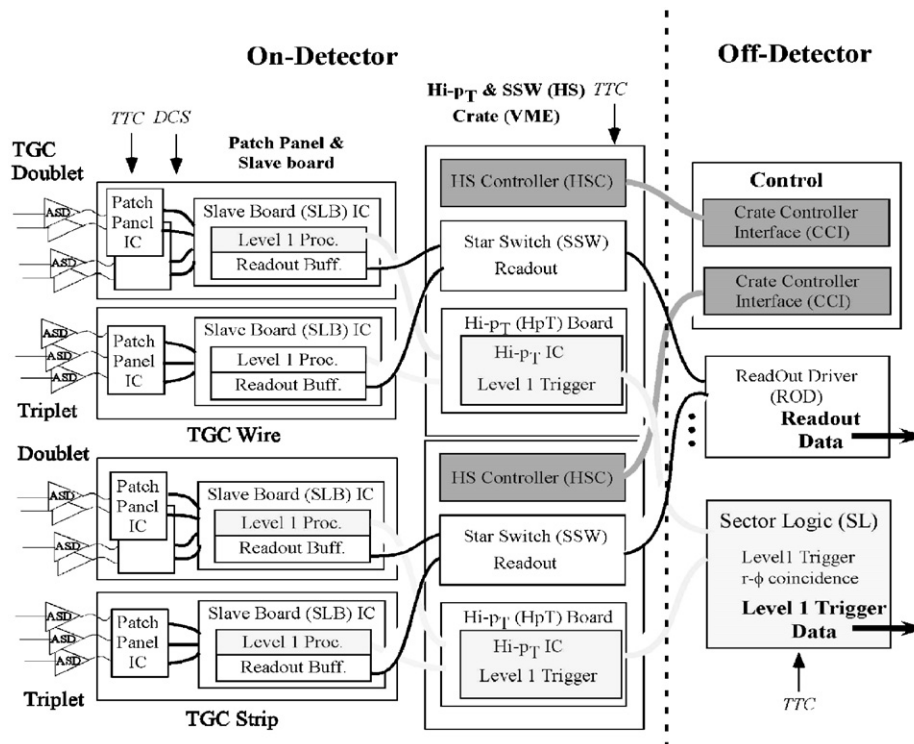 On-Detector
Off-Detector
Hi-pT & SSW (HS)
Crate (VME)
TTC
TTC
DCS
Patch Panel &
Slave board
TGC
Doublet
ASD
Patch
Panel
IC
Slave Board (SLB) IC
Level 1 Proc.
Readout Buff.
ASD
Triplet
ASD
ASD
ASD
Patch
Panel
IC
Slave Board (SLB) IC
Level 1 Proc.
Readout Buff.
TGC Wire
Doublet
ASD
ASD
Patch
Panel
IC
Slave Board (SLB) IC
Level 1 Proc.
Readout Buff.
Triplet
ASD
ASD
ASD
Patch
Panel
IC
Slave Board (SLB) IC
Level 1 Proc.
Readout Buff.
TGC Strip
HS Controller (HSC)
Star Switch (SSW)
Readout
Hi-pT (HpT) Board
Hi-pT IC
Level 1 Trigger
HS Controller (HSC)
Star Switch (SSW)
Readout
Hi-pT (HpT) Board
Hi-pT IC
Level 1 Trigger
Control
Crate Controller
Interface (CCI)
Crate Controller
Interface (CCI)
ReadOut Driver
(ROD)
Readout
Data
Sector Logic (SL)
Level1 Trigger
r-ϕ coincidence
Level 1 Trigger
Data
TTC